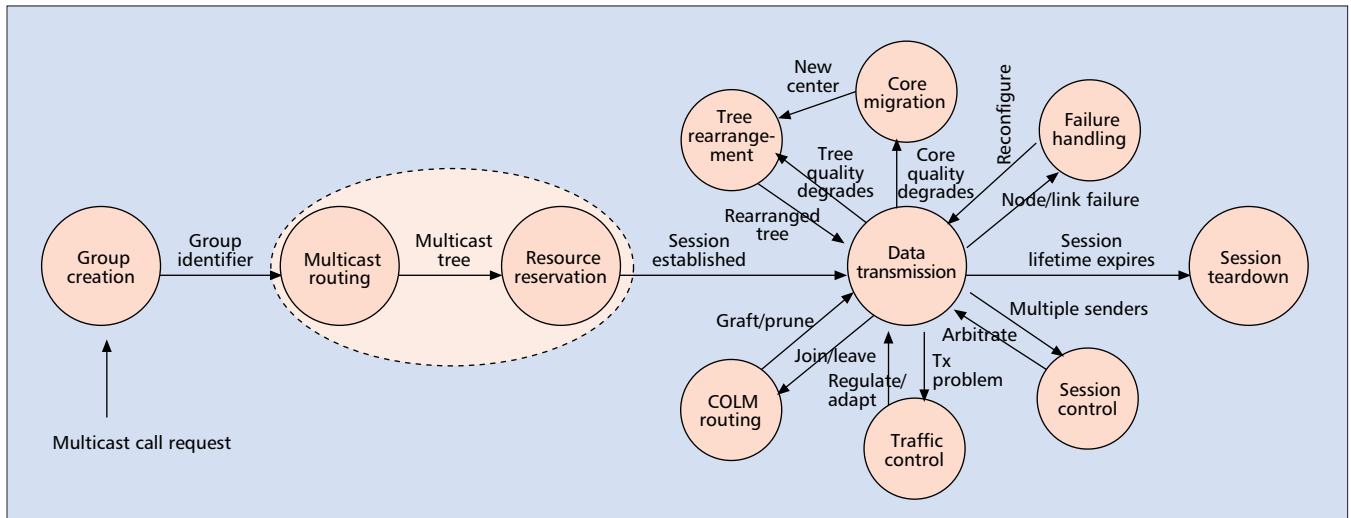 Group
creation
Group
identifier
Multicast call request
Multicast
routing
Multicast
tree
Resource
reservation
Session
established
Tree
rearrange-
ment
New
center
Core
migration
Tree
quality
degrades
Core
quality
degrades
Rearranged
tree
Reconfigure
Failure
handling
Node/link failure
Data
transmission
Session
lifetime expires
Session
teardown
Graft/prune
Join/leave
COLM
routing
Regulate/
adapt
Tx
problem
Traffic
control
Multiple senders
Arbitrate
Session
control